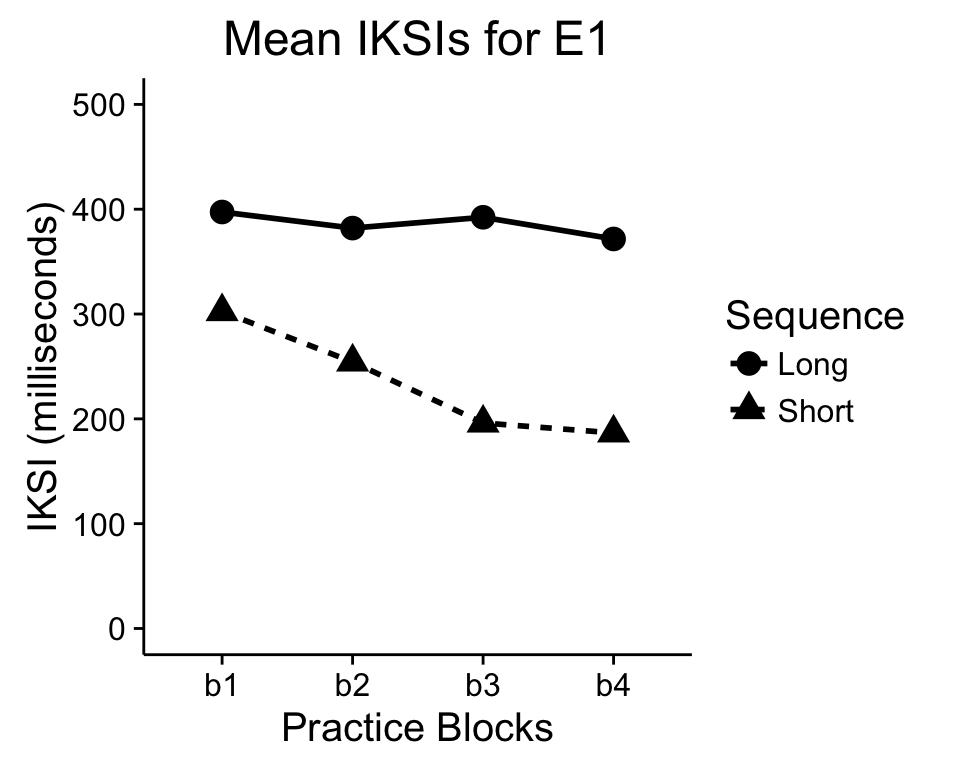 Mean IKSIs for E1
500
400
300
200
100
0
IKSI (milliseconds)
b1 b2 b3 b4
Practice Blocks
Sequence
Long
Short